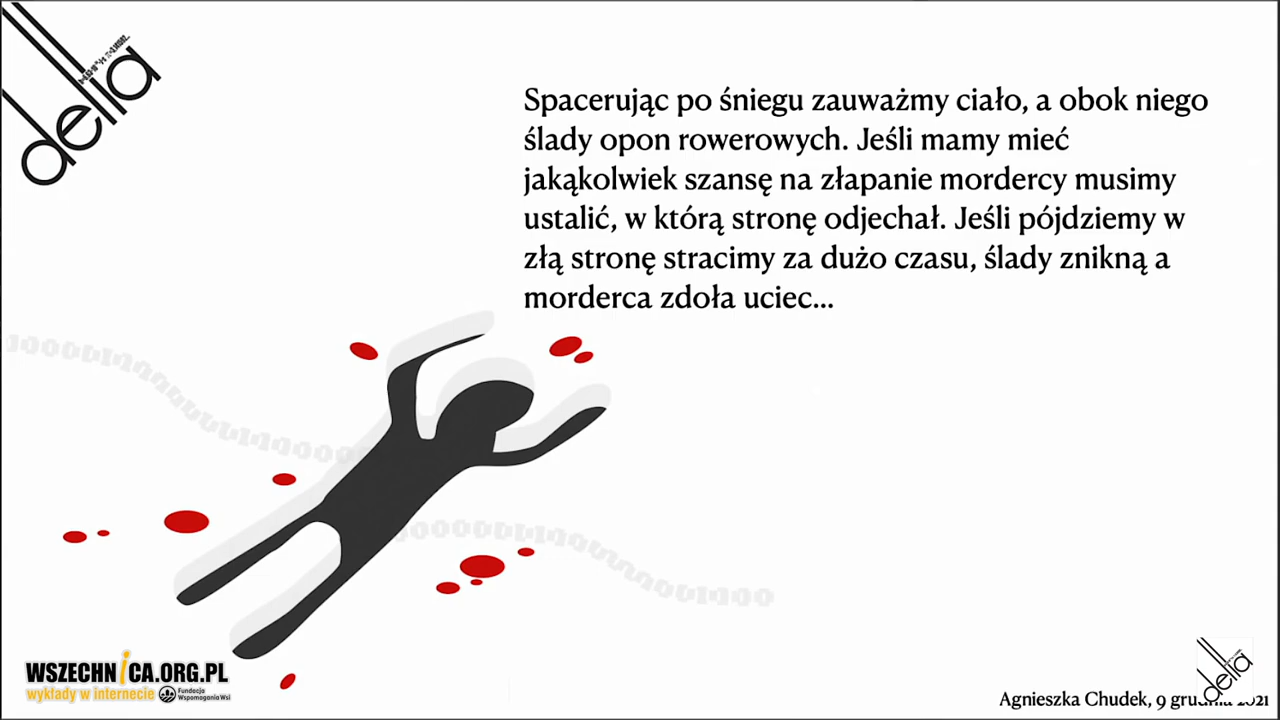 delta
Spacerując po śniegu zauważmy ciało, a obok niego
ślady opon rowerowych. Jeśli mamy mieć
jakąkolwiek szansę na złapanie mordercy musimy
ustalić, w którą stronę odjechał. Jeśli pójdziemy w
złą stronę stracimy za dużo czasu, ślady znikną a
morderca zdoła uciec...
WSZECHNICA.ORG.PL
wykłady w internecie
Fundacja
Wspomagania Wsi
delta
Agnieszka Chudek, 9 grudnia 2021